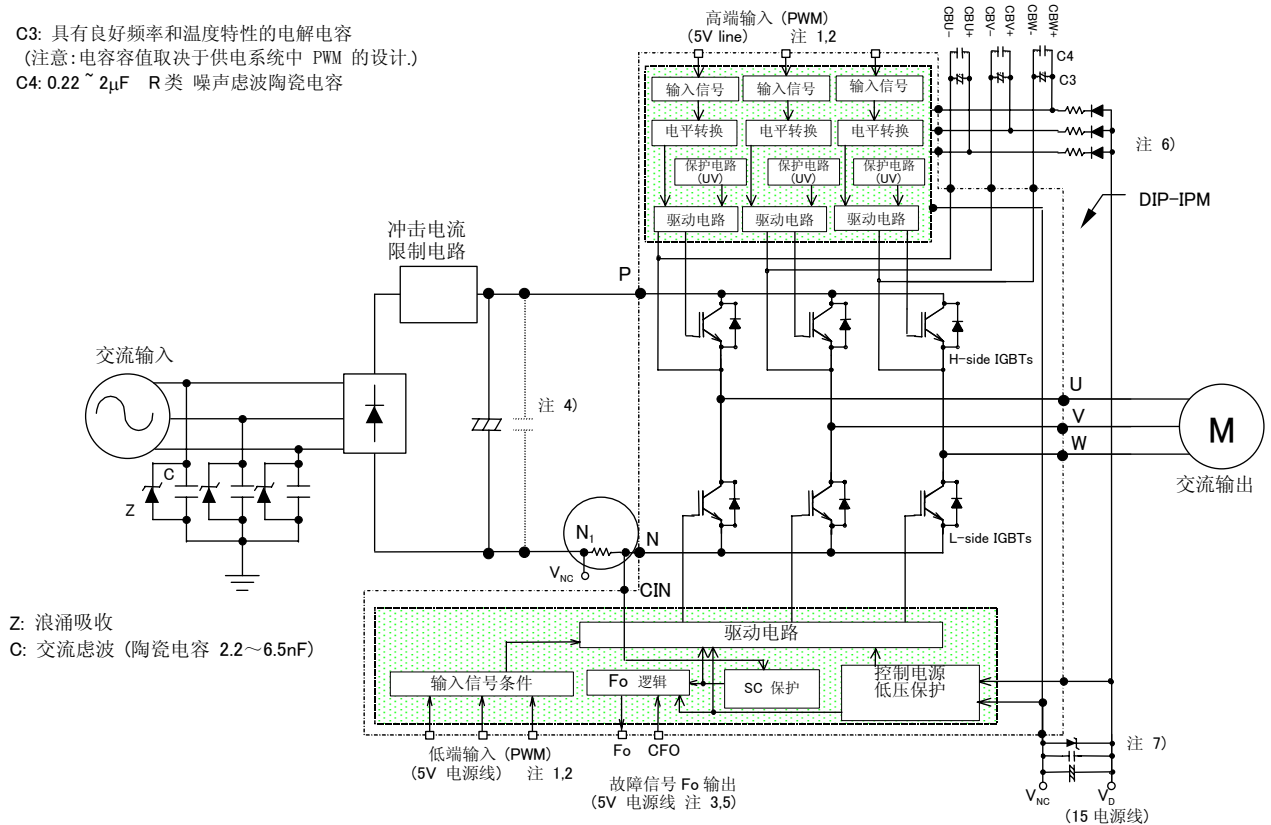 C3: 具有良好频率和温度特性的电解电容
(注意:电容容值取决于供电系统中 PWM 的设计.)
C4: 0.22 ~ 2μF R类 噪声虑波陶瓷电容
高端输入 (PWM)
(5V line) 注 1,2
CBU-
CBU+
CBV-
CBV+
CBW-
CBW+
C4
C3
输入信号
输入信号
输入信号
电平转换
电平转换
电平转换
保护电路
(UV)
保护电路
(UV)
保护电路
(UV)
驱动电路
驱动电路
驱动电路
注 6)
DIP-IPM
冲击电流
限制电路
P
H-side IGBTs
交流输入
注 4)
U
V
W
M
交流输出
C
Z
N1
N
VNC
L-side IGBTs
CIN
Z: 浪涌吸收
C: 交流虑波 (陶瓷电容 2.2~6.5nF)
驱动电路
输入信号条件
Fo 逻辑
SC 保护
控制电源
低压保护
低端输入 (PWM)
(5V 电源线) 注 1,2
Fo
CFO
故障信号 Fo 输出
(5V 电源线 注 3,5)
注 7)
VNC
VD
(15 电源线)